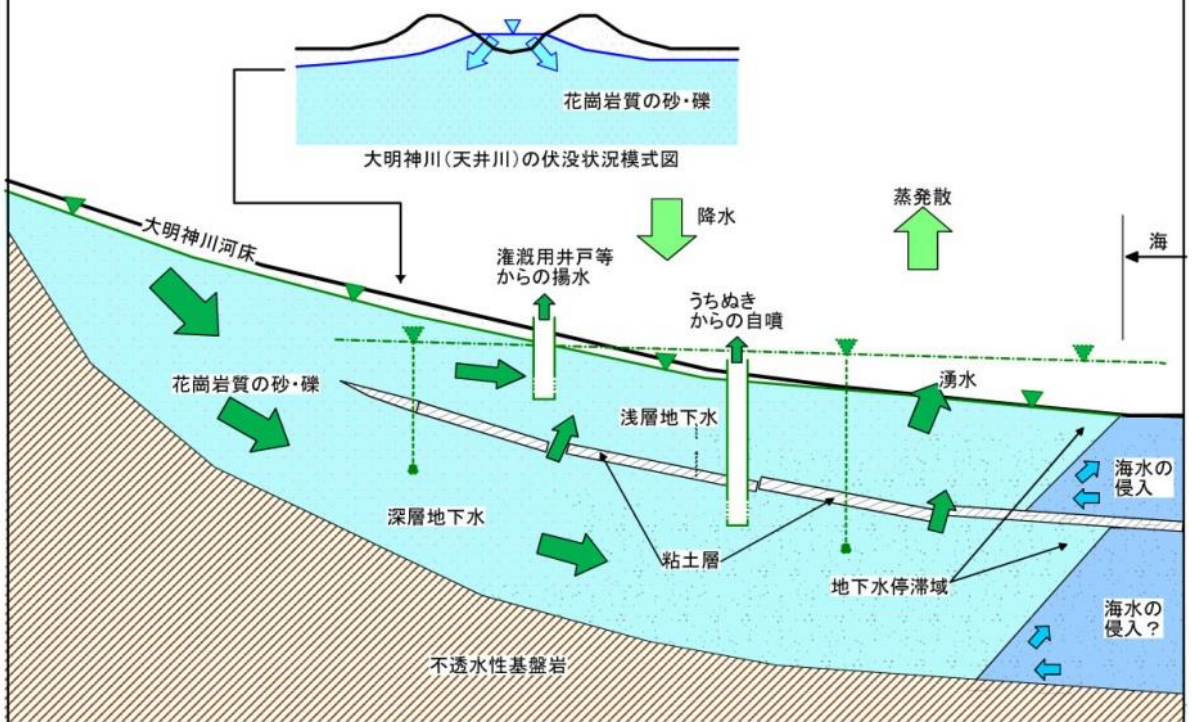 花崗岩質の砂・礫
大明神川(天井川)の伏没状況模式図
降水
蒸発散
海
大明神川河床
灌漑用井戸等
からの揚水
うちぬき
からの自噴
花崗岩質の砂・礫
湧水
浅層地下水
海水の
侵入
深層地下水
粘土層
地下水停滞域
海水の
侵入?
不透水性基盤岩